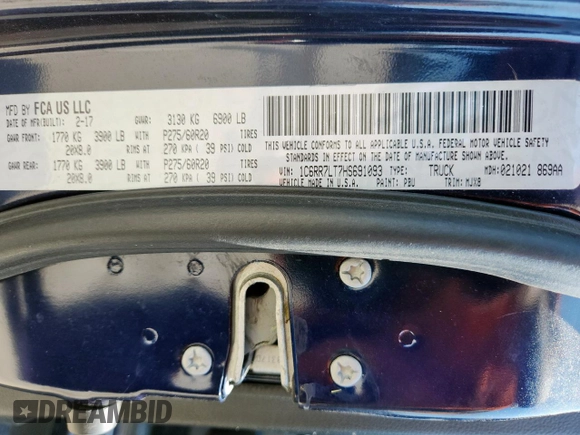 MFD BY FCA US LLC
DATE OF MFR(BUILT): 2-17 GVWR: 3130 KG 6900 LB
GAWR FRONT: 1770 KG 3900 LB WITH P275/60R20 TIRES
20X8.0 RIMS AT 270 KPA ( 39 PSI) COLD
GAWR REAR: 1770 KG 3900 LB WITH P275/60R20 TIRES
20X8.0 RIMS AT 270 KPA ( 39 PSI) COLD
THIS VEHICLE CONFORMS TO ALL APPLICABLE U.S.A. FEDERAL MOTOR VEHICLE SAFETY
STANDARDS IN EFFECT ON THE DATE OF MANUFACTURE SHOWN ABOVE.
VIN: 1C6RR7LT7HS691093 TYPE: TRUCK MDH:021021 869AA
VEHICLE MADE IN U.S.A. PAINT: PBU TRIM: MJX8
DREAMBID